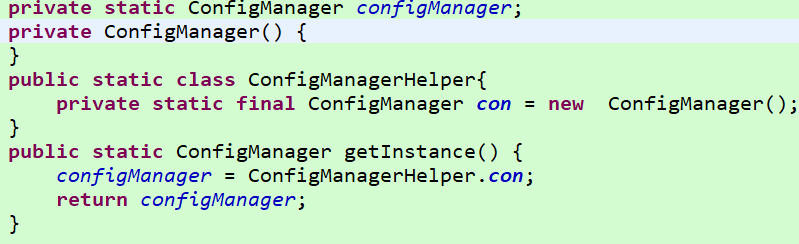 private static ConfigManager configManager;
private ConfigManager() {
}
public static class ConfigManagerHelper{
    private static final ConfigManager con = new  ConfigManager();
}
public static ConfigManager getInstance() {
    configManager = ConfigManagerHelper.con;
    return configManager;
}